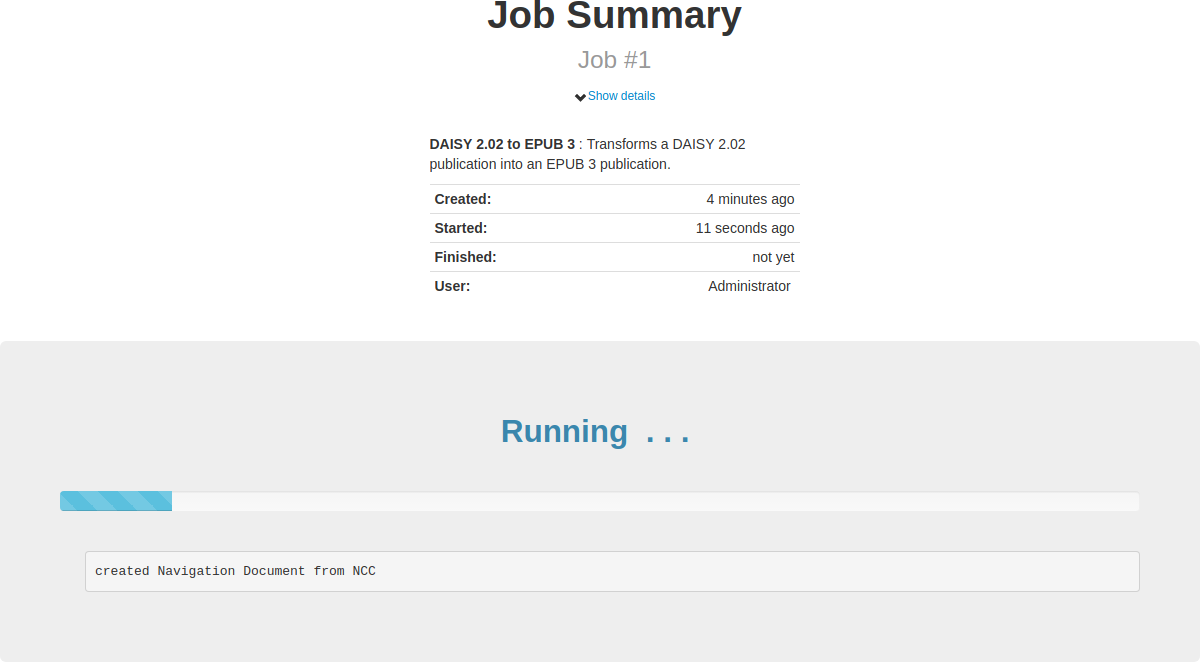 Job Summary
Job #1
Show details
DAISY 2.02 to EPUB 3 : Transforms a DAISY 2.02
publication into an EPUB 3 publication.
Created: 4 minutes ago
Started: 11 seconds ago
Finished: not yet
User: Administrator
Running ...
created Navigation Document from NCC